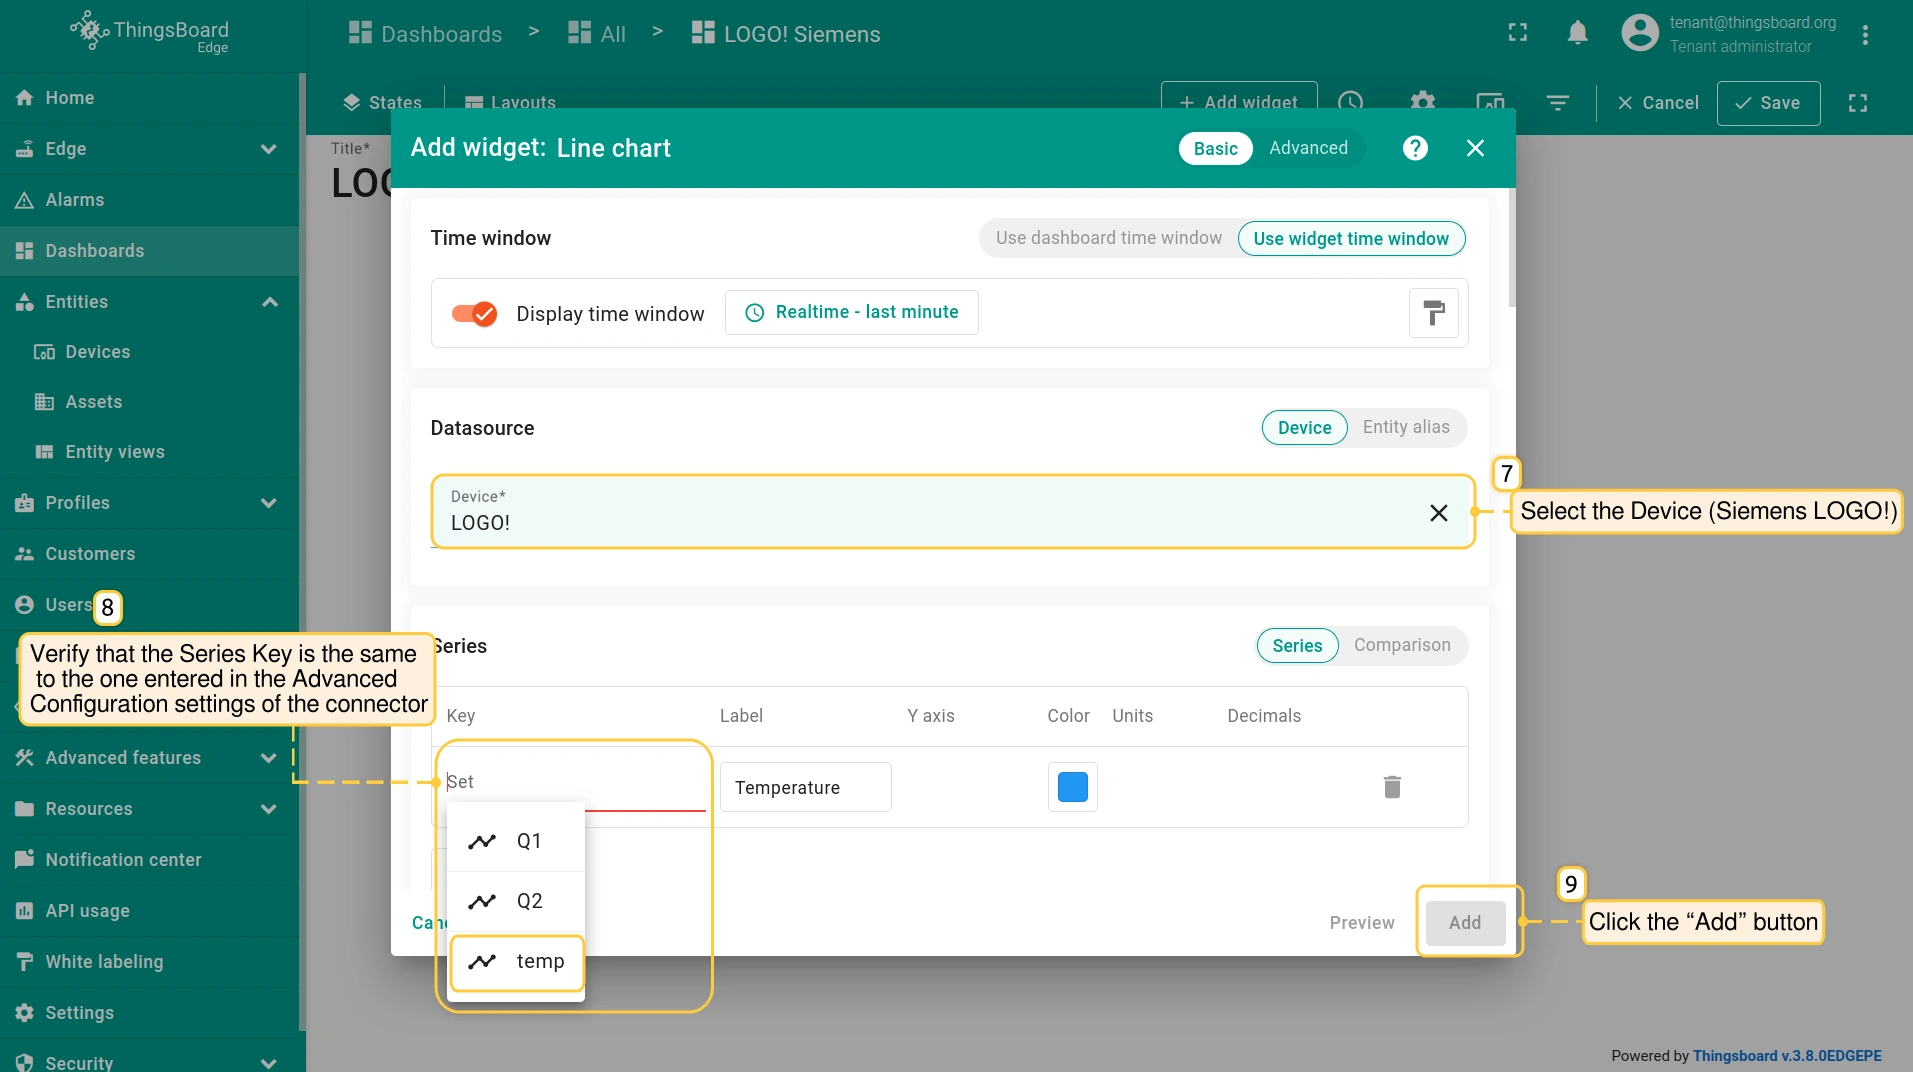 ThingsBoard
Edge
Dashboards > All > LOGO! Siemens
tenant@thingsboard.org
Tenant administrator
Home
Edge
Alarms
Dashboards
Entities
Devices
Assets
Entity views
Profiles
Customers
Users
Advanced features
Resources
Notification center
API usage
White labeling
Settings
Security
States
Layouts
+ Add widget
Cancel
Save
Title*
LOG
Add widget: Line chart
Basic
Advanced
?
Time window
Use dashboard time window
Use widget time window
Display time window
Realtime - last minute
Datasource
Device
Entity alias
Device*
LOGO!
7
Select the Device (Siemens LOGO!)
8
Verify that the Series Key is the same
to the one entered in the Advanced
Configuration settings of the connector
Series
Series
Comparison
Key
Label
Y axis
Color
Units
Decimals
Set
Temperature
Q1
Q2
temp
Can
Preview
Add
9
Click the “Add” button
Powered by Thingsboard v.3.8.0EDGEPE